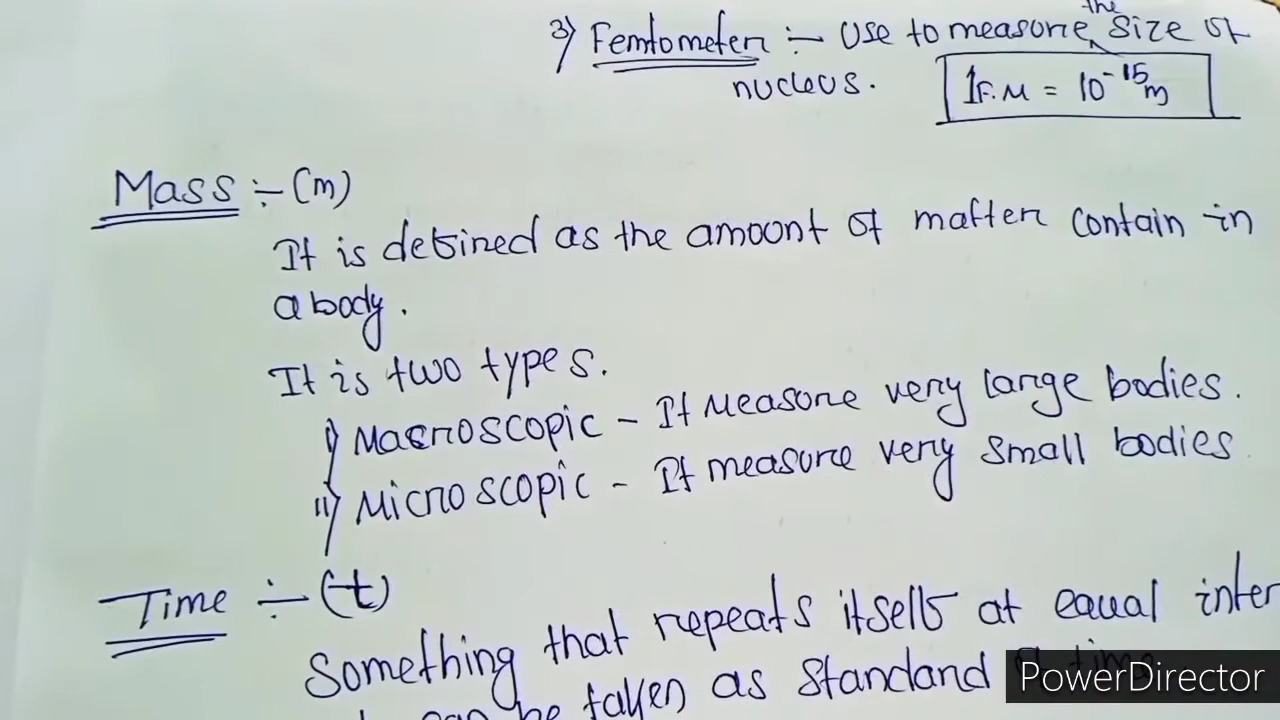 3) Femtometer :- Use to measure the size of
nucleus.
1F.M = 10⁻¹⁵m
Mass :- (m)
It is defined as the amount of matter contain in
a body.
It is two types.
i) Macroscopic - It measure very large bodies.
ii) Microscopic - It measure very small bodies
Time :- (t)
Something that repeats itself at equal inter
can be taken as standard
PowerDirector